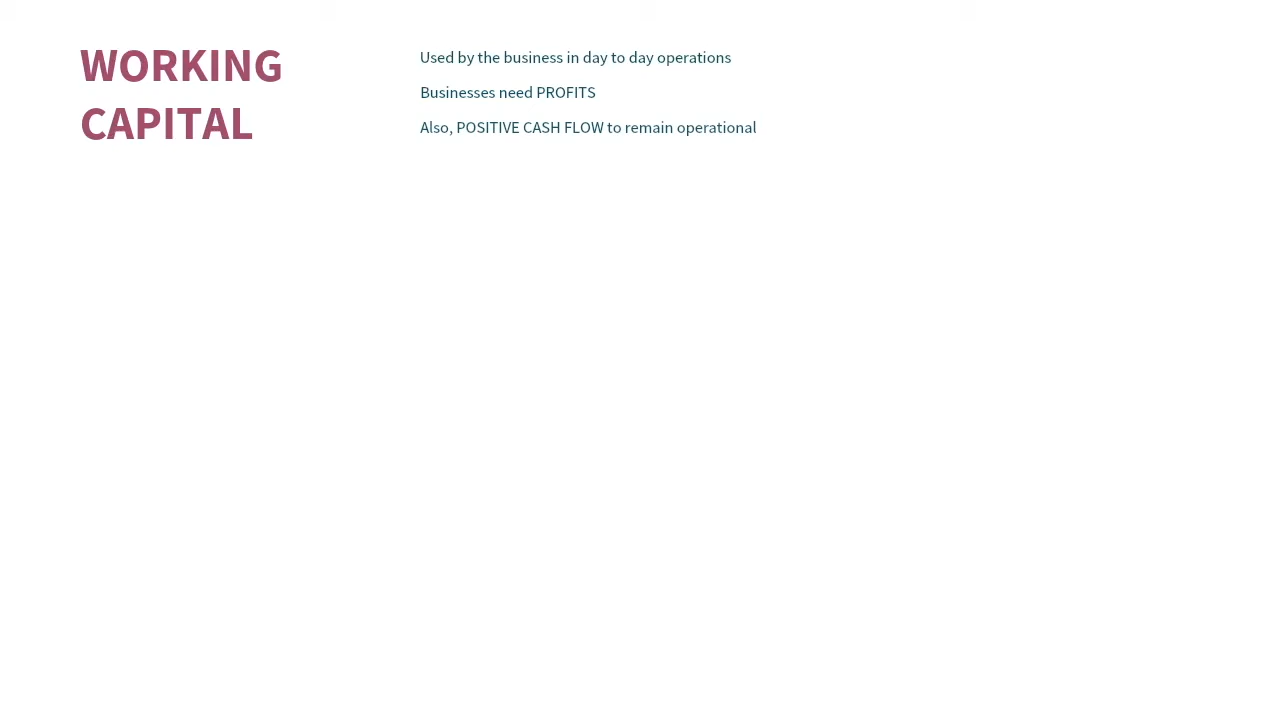 WORKING
CAPITAL
Used by the business in day to day operations
Businesses need PROFITS
Also, POSITIVE CASH FLOW to remain operational